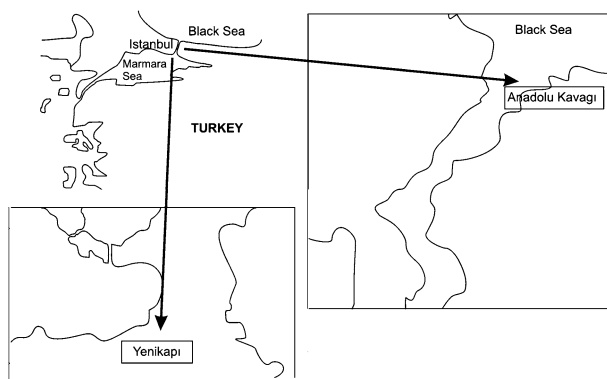 Black Sea
Istanbul
Marmara
Sea
TURKEY
Black Sea
Anadolu Kavagı
Yenikapı